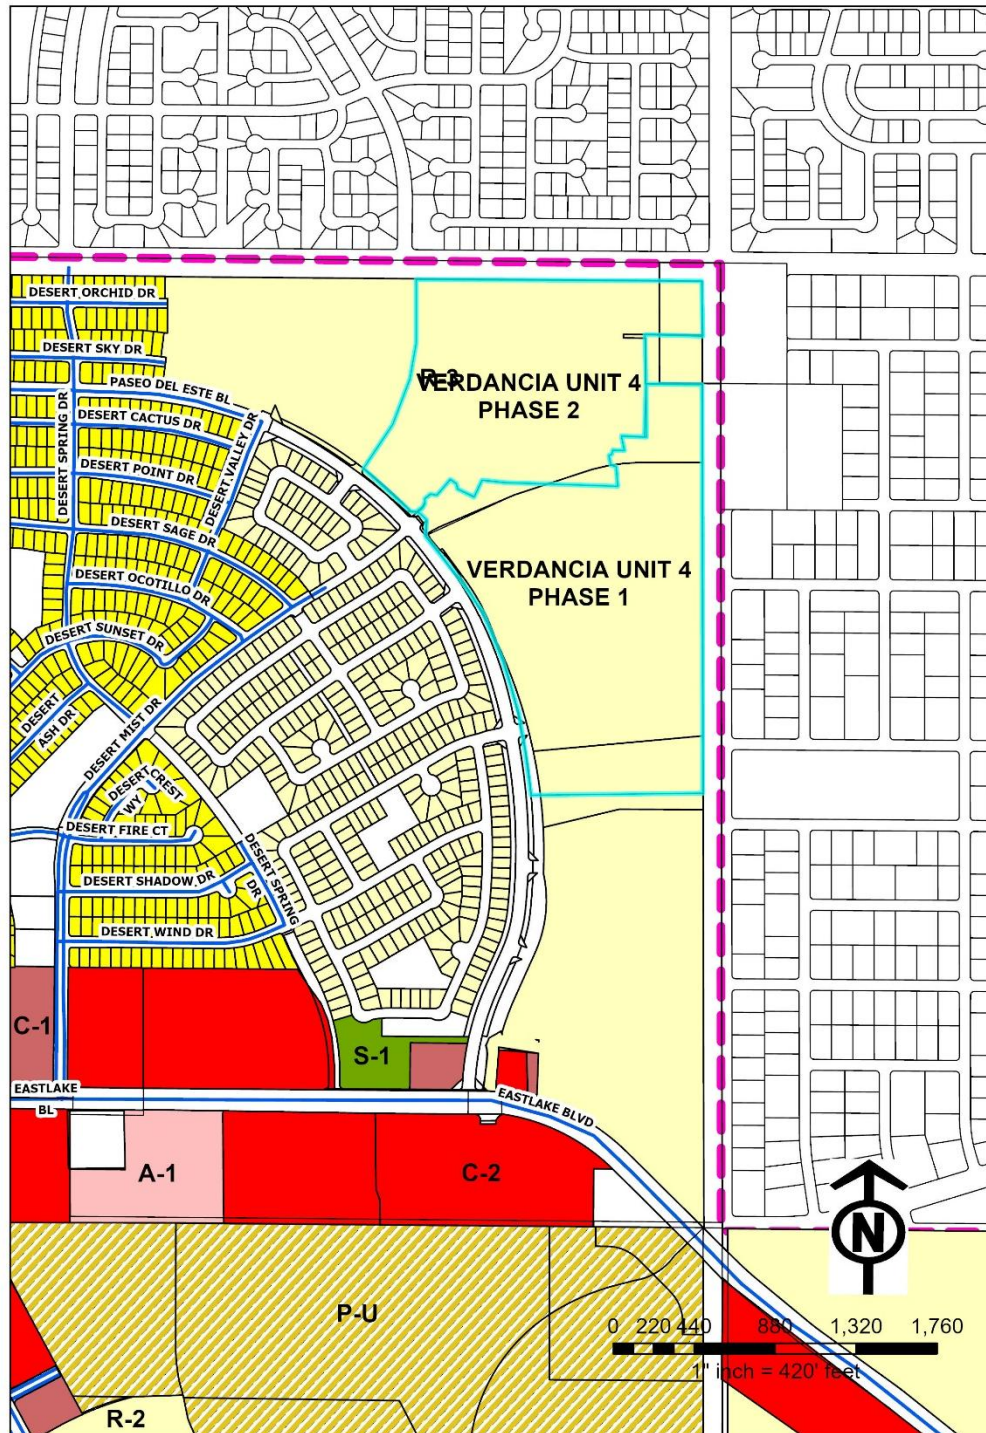 DESERT ORCHID DR
DESERT SKY DR
PASEO DEL ESTE BL
DESERT CACTUS DR
DESERT SPRING DR
DESERT POINT DR
DESERT VALLEY DR
DESERT SAGE DR
DESERT OCOTILLO DR
DESERT SUNSET DR
DESERT
ASH DR
DESERT MIST DR
DESERT CREST
WY
DESERT FIRE CT
DESERT SHADOW DR
DESERT SPRING
DR
DESERT WIND DR
R-3
VERDANCIA UNIT 4
PHASE 2
VERDANCIA UNIT 4
PHASE 1
C-1
S-1
EASTLAKE
BL
EASTLAKE BLVD
A-1
C-2
N
P-U
0 220 440 880 1,320 1,760
1" inch = 420' feet
R-2